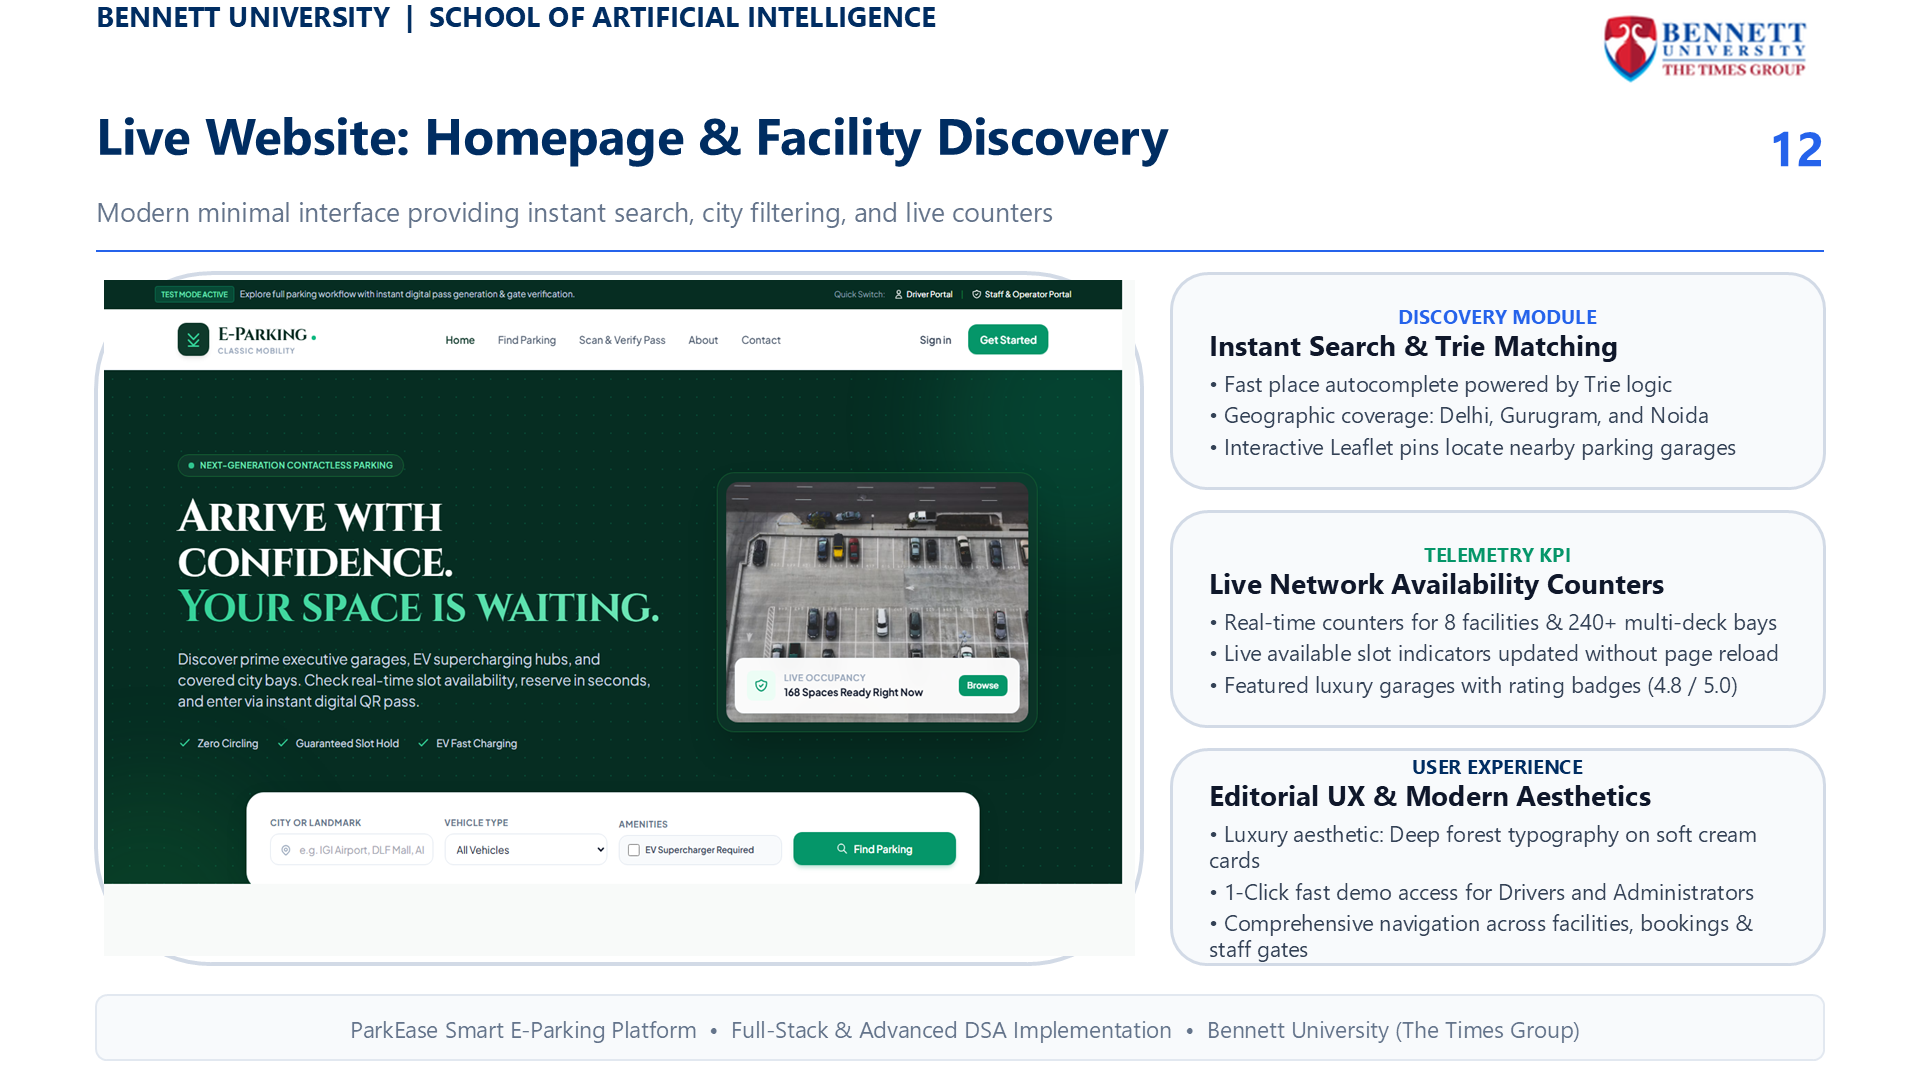 BENNETT UNIVERSITY | SCHOOL OF ARTIFICIAL INTELLIGENCE
BENNETT
UNIVERSITY
THE TIMES GROUP
Live Website: Homepage & Facility Discovery
12
Modern minimal interface providing instant search, city filtering, and live counters
TEST MODE ACTIVE Explore full parking workflow with instant digital pass generation & gate verification.
Quick Switch: Driver Portal | Staff & Operator Portal
E-PARKING
CLASSIC MOBILITY
Home Find Parking Scan & Verify Pass About Contact
Sign in Get Started
NEXT-GENERATION CONTACTLESS PARKING
ARRIVE WITH
CONFIDENCE.
YOUR SPACE IS WAITING.
Discover prime executive garages, EV supercharging hubs, and
covered city bays. Check real-time slot availability, reserve in seconds,
and enter via instant digital QR pass.
Zero Circling Guaranteed Slot Hold EV Fast Charging
LIVE OCCUPANCY
168 Spaces Ready Right Now
Browse
CITY OR LANDMARK VEHICLE TYPE AMENITIES
e.g. IGI Airport, DLF Mall, Al All Vehicles EV Supercharger Required Find Parking
DISCOVERY MODULE
Instant Search & Trie Matching
• Fast place autocomplete powered by Trie logic
• Geographic coverage: Delhi, Gurugram, and Noida
• Interactive Leaflet pins locate nearby parking garages
TELEMETRY KPI
Live Network Availability Counters
• Real-time counters for 8 facilities & 240+ multi-deck bays
• Live available slot indicators updated without page reload
• Featured luxury garages with rating badges (4.8 / 5.0)
USER EXPERIENCE
Editorial UX & Modern Aesthetics
• Luxury aesthetic: Deep forest typography on soft cream
cards
• 1-Click fast demo access for Drivers and Administrators
• Comprehensive navigation across facilities, bookings &
staff gates
ParkEase Smart E-Parking Platform • Full-Stack & Advanced DSA Implementation • Bennett University (The Times Group)